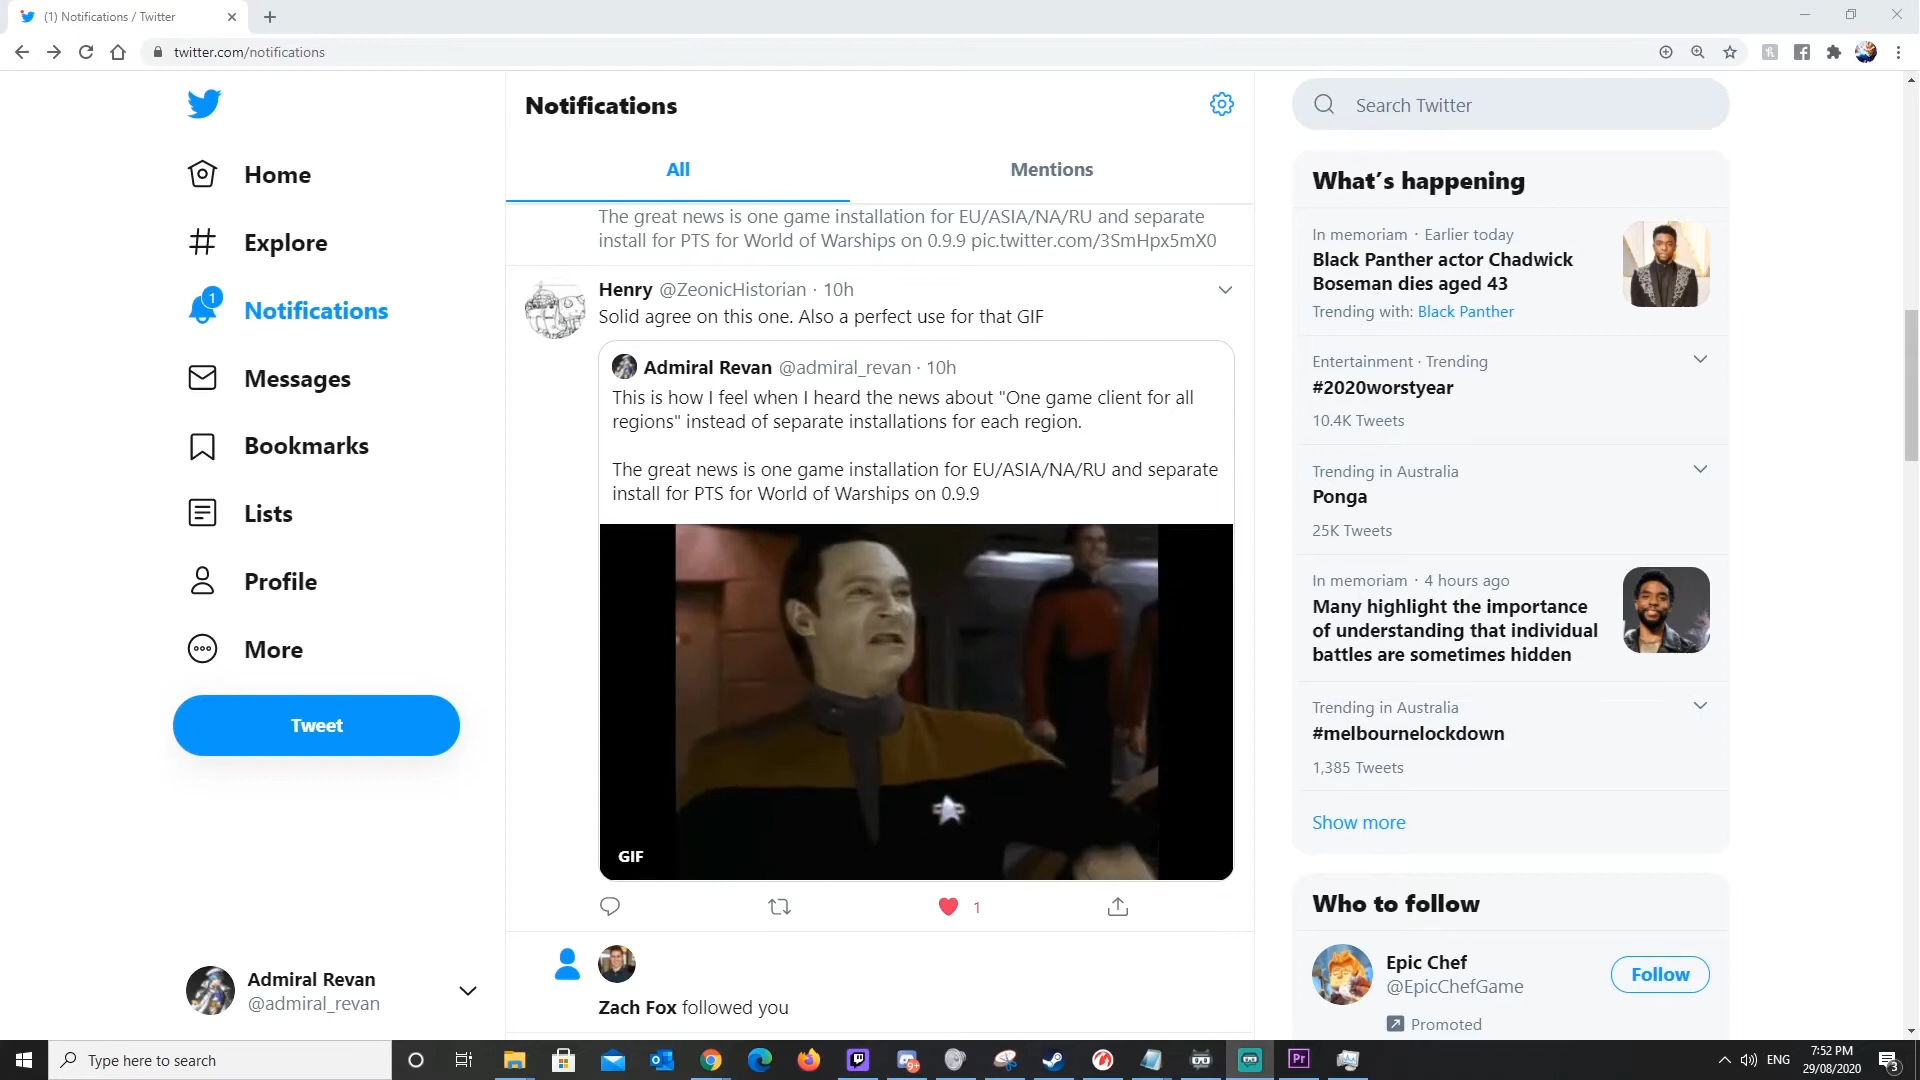 (1) Notifications / Twitter
twitter.com/notifications
Home
Explore
1
Notifications
Messages
Bookmarks
Lists
Profile
More
Tweet
Admiral Revan
@admiral_revan
Notifications
All
Mentions
The great news is one game installation for EU/ASIA/NA/RU and separate
install for PTS for World of Warships on 0.9.9 pic.twitter.com/3SmHpx5mX0
Henry @ZeonicHistorian · 10h
Solid agree on this one. Also a perfect use for that GIF
Admiral Revan @admiral_revan · 10h
This is how I feel when I heard the news about "One game client for all
regions" instead of separate installations for each region.
The great news is one game installation for EU/ASIA/NA/RU and separate
install for PTS for World of Warships on 0.9.9
GIF
1
Zach Fox followed you
Search Twitter
What's happening
In memoriam · Earlier today
Black Panther actor Chadwick
Boseman dies aged 43
Trending with: Black Panther
Entertainment · Trending
#2020worstyear
10.4K Tweets
Trending in Australia
Ponga
25K Tweets
In memoriam · 4 hours ago
Many highlight the importance
of understanding that individual
battles are sometimes hidden
Trending in Australia
#melbournelockdown
1,385 Tweets
Show more
Who to follow
Epic Chef
@EpicChefGame
Follow
Promoted
Type here to search
9+
Pr
ENG
7:52 PM
29/08/2020
3